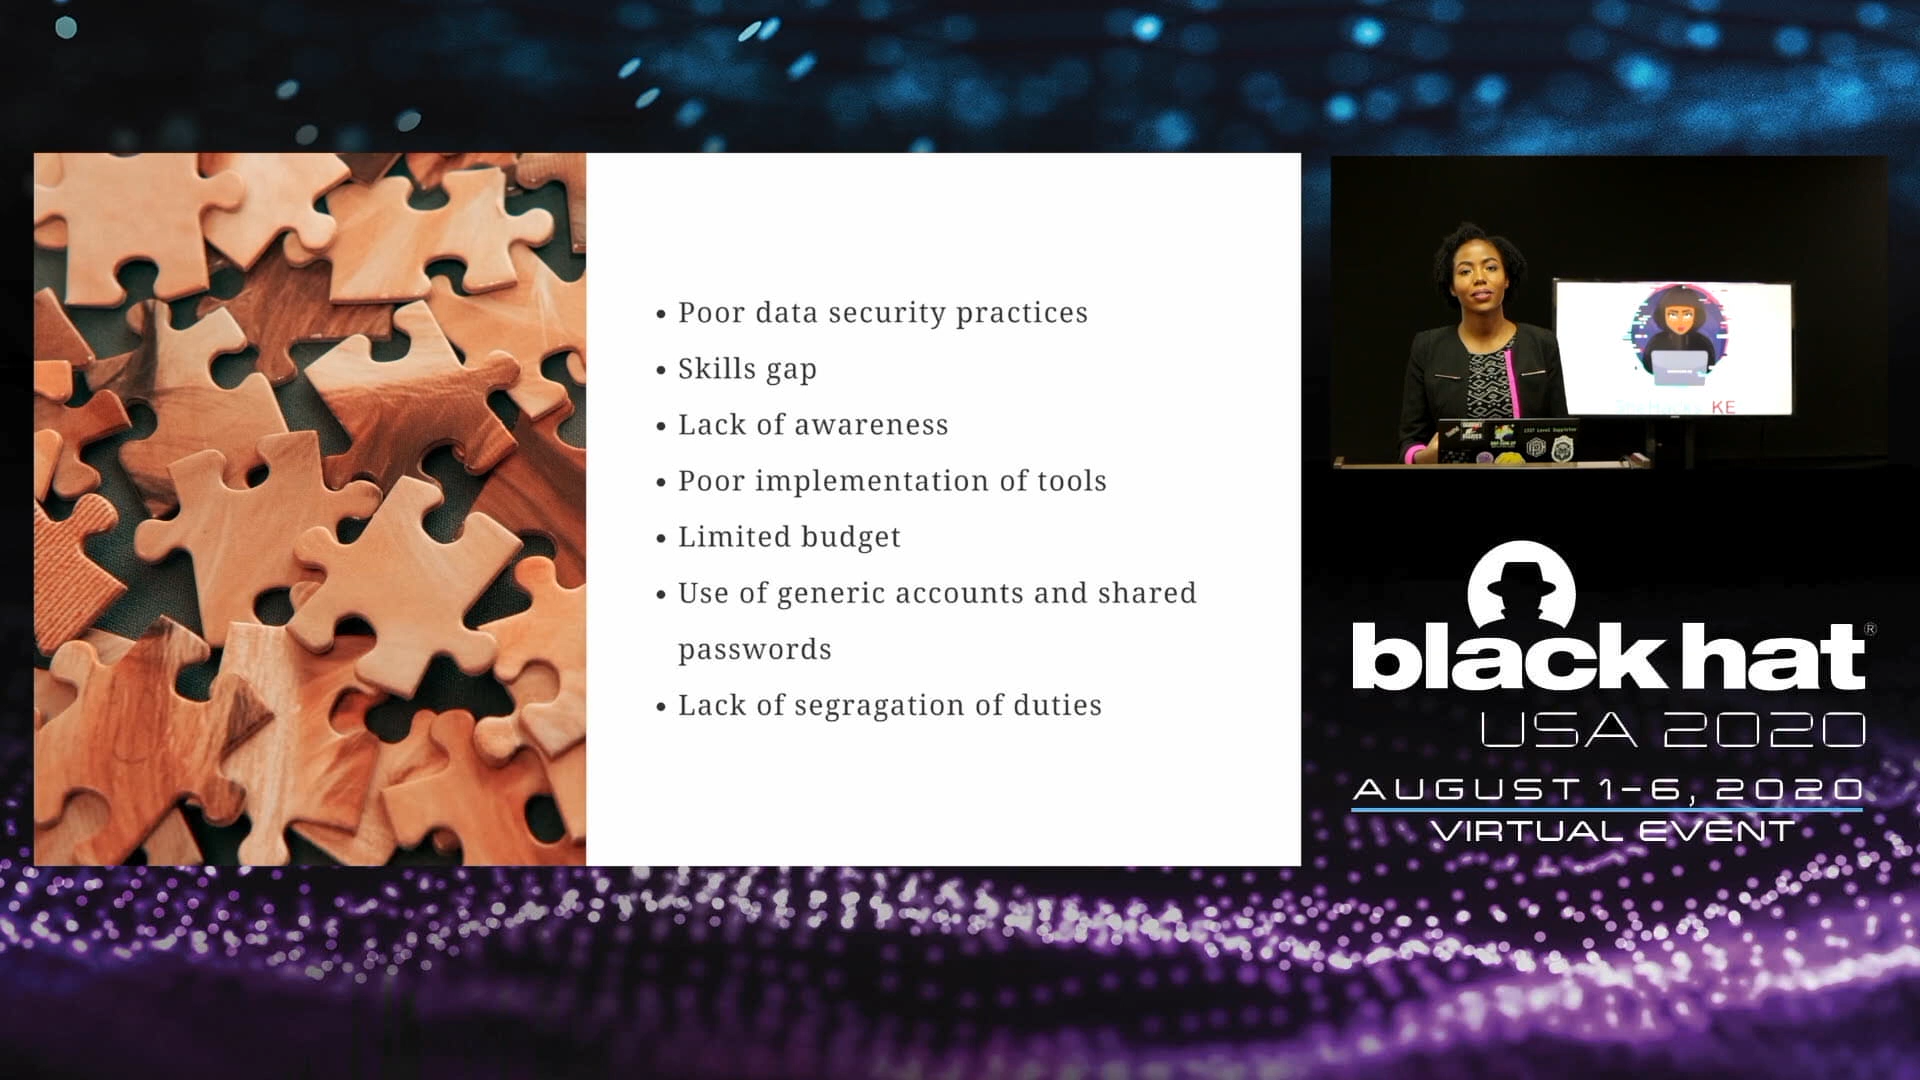 • Poor data security practices
• Skills gap
• Lack of awareness
• Poor implementation of tools
• Limited budget
• Use of generic accounts and shared
passwords
• Lack of segragation of duties
KE
black hat®
USA 2020
AUGUST 1-6, 2020
VIRTUAL EVENT